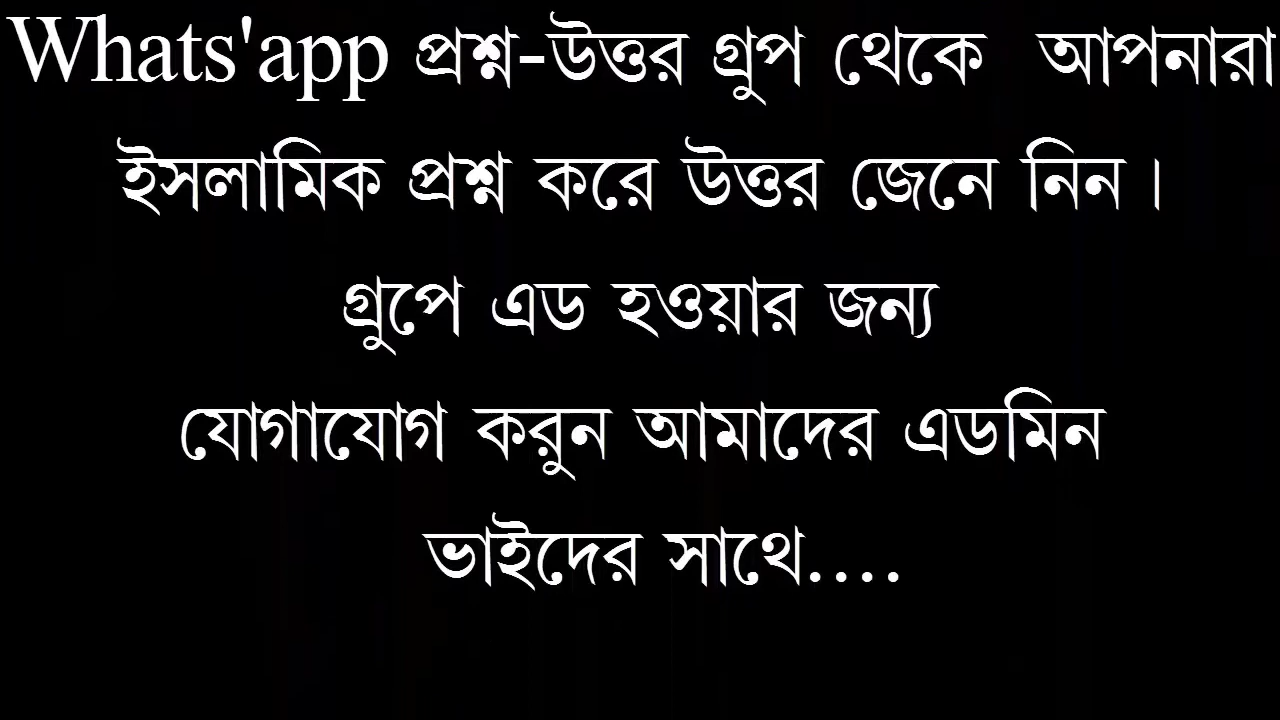 Whats'app প্রশ্ন-উত্তর গ্রুপ থেকে আপনারা
ইসলামিক প্রশ্ন করে উত্তর জেনে নিন।
গ্রুপে এড হওয়ার জন্য
যোগাযোগ করুন আমাদের এডমিন
ভাইদের সাথে....